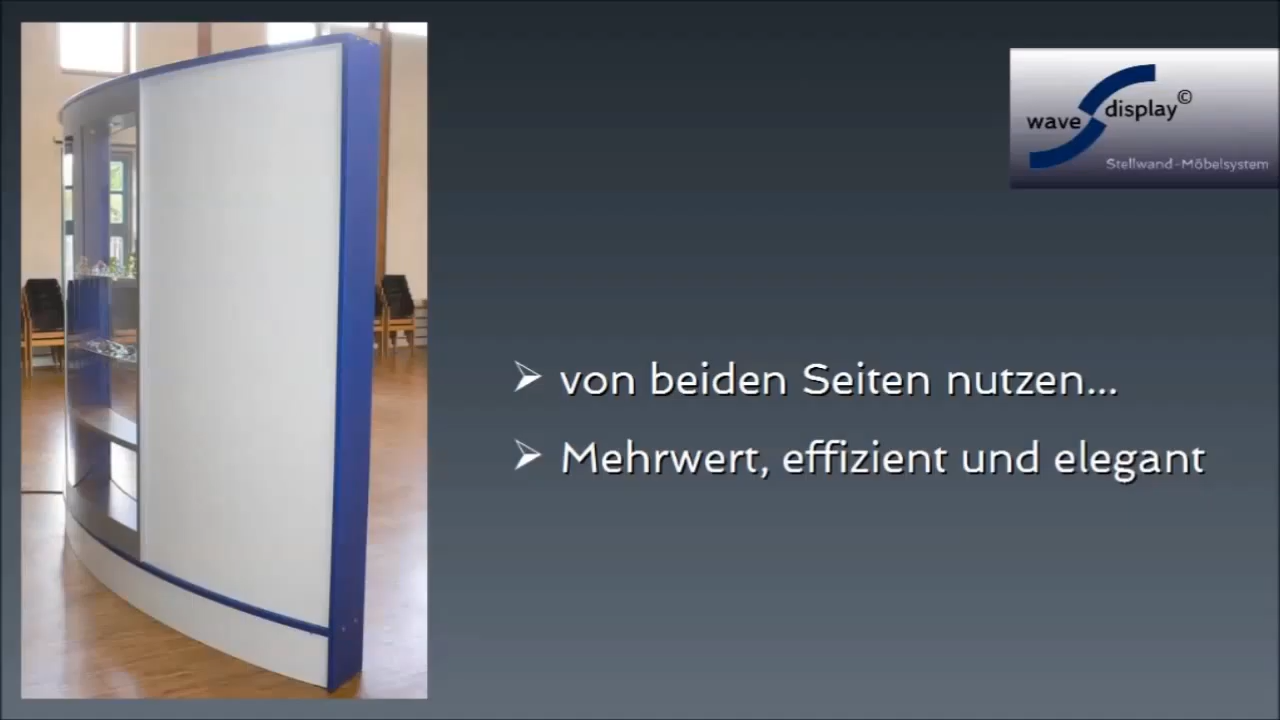 wave display©
Stellwand-Möbelsystem
von beiden Seiten nutzen...
Mehrwert, effizient und elegant